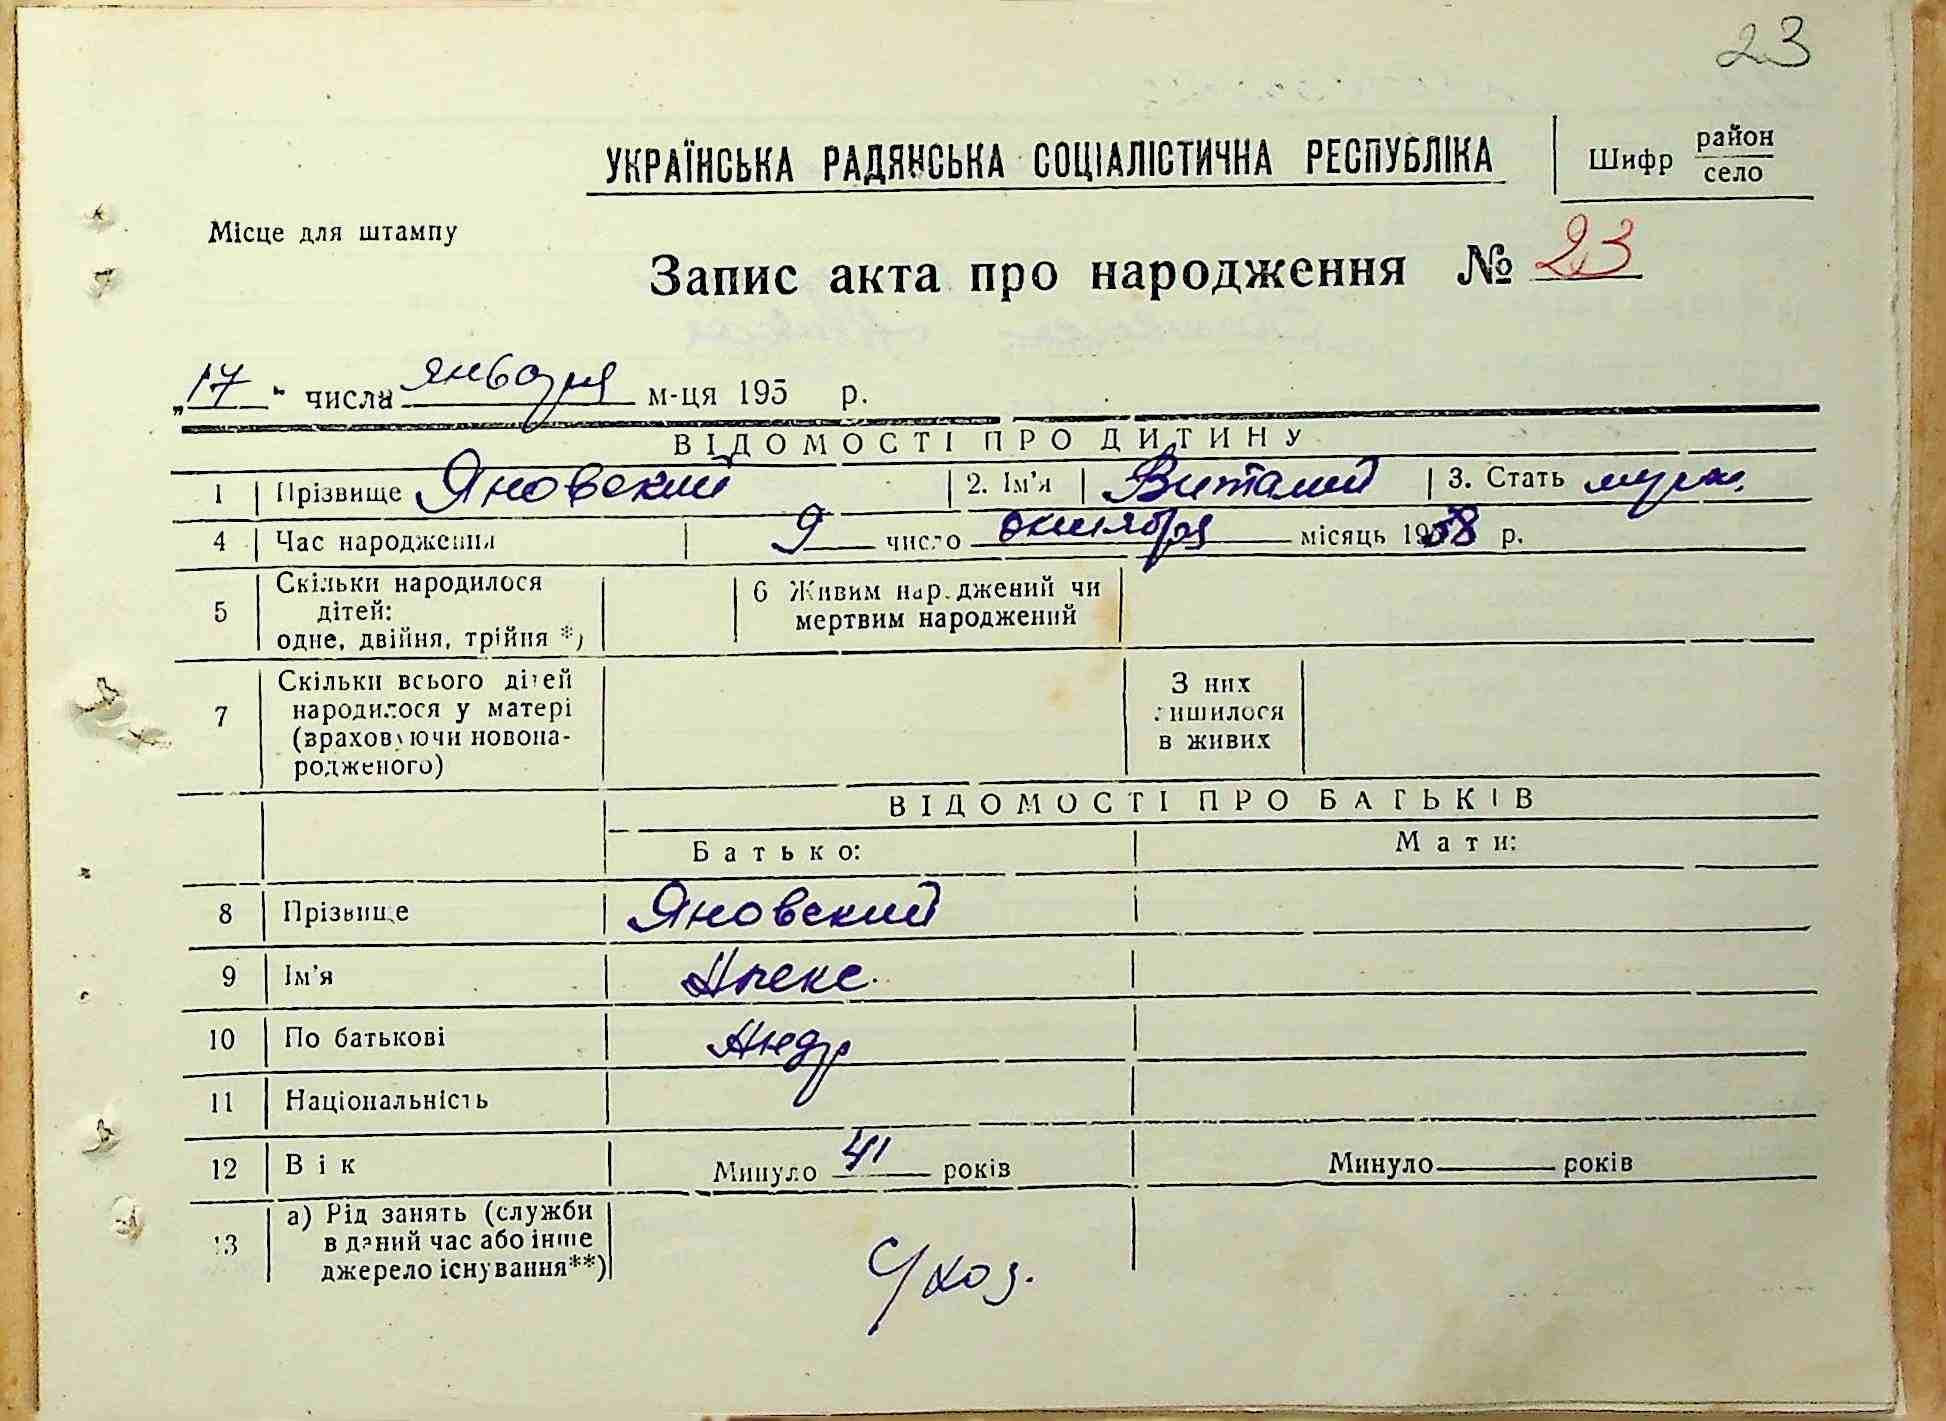 23
УКРАЇНСЬКА РАДЯНСЬКА СОЦІАЛІСТИЧНА РЕСПУБЛІКА
Шифр район
село
Місце для штампу
Запис акта про народження № 23
„17" числа января м-ця 195 р.
ВІДОМОСТІ ПРО ДИТИНУ
1 Прізвище Яновский 2. Ім'я Виталий 3. Стать муж.
4 Час народження 9 число октября місяць 1938 р.
5 Скільки народилося дітей: одне, двійня, трійня *)
6 Живим народжений чи мертвим народжений
7 Скільки всього дітей народилося у матері (враховуючи новона-родженого)
З них лишилося в живих
ВІДОМОСТІ ПРО БАТЬКІВ
Батько: Мати:
8 Прізвище Яновский
9 Ім'я Алекс.
10 По батькові Андр
11 Національність
12 Вік Минуло 41 років Минуло років
13 а) Рід занять (служби в даний час або інше джерело існування**) С/хоз.